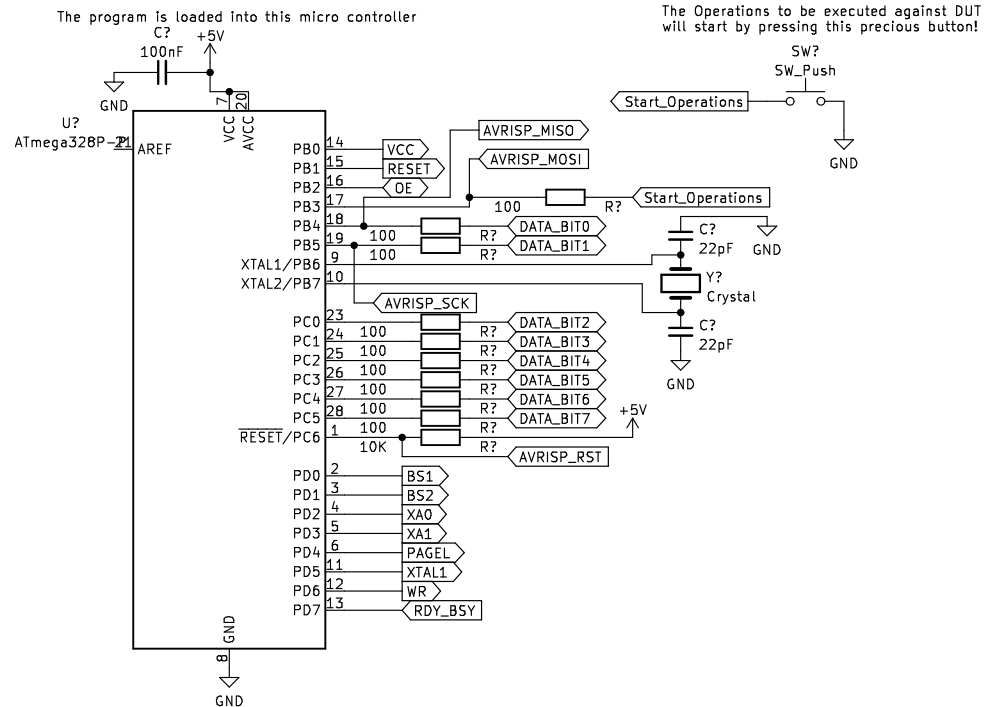 The program is loaded into this micro controller
The Operations to be executed against DUT
will start by pressing this precious button!
C?
100nF
+5V
GND
SW?
SW_Push
Start_Operations
GND
U?
ATmega328P-P
21
AREF
7
VCC
20
AVCC
PB0 14 VCC
PB1 15 RESET
PB2 16 OE
PB3 17
PB4 18
PB5 19
XTAL1/PB6 9
XTAL2/PB7 10
AVRISP_MISO
AVRISP_MOSI
100 R? Start_Operations
100 R? DATA_BIT0
100 R? DATA_BIT1
AVRISP_SCK
C?
22pF
GND
Y?
Crystal
C?
22pF
GND
PC0 23 100 R? DATA_BIT2
PC1 24 100 R? DATA_BIT3
PC2 25 100 R? DATA_BIT4
PC3 26 100 R? DATA_BIT5
PC4 27 100 R? DATA_BIT6
PC5 28 100 R? DATA_BIT7
RESET/PC6 1 10K R? +5V
AVRISP_RST
PD0 2 BS1
PD1 3 BS2
PD2 4 XA0
PD3 5 XA1
PD4 6 PAGEL
PD5 11 XTAL1
PD6 12 WR
PD7 13 RDY_BSY
GND
8
GND